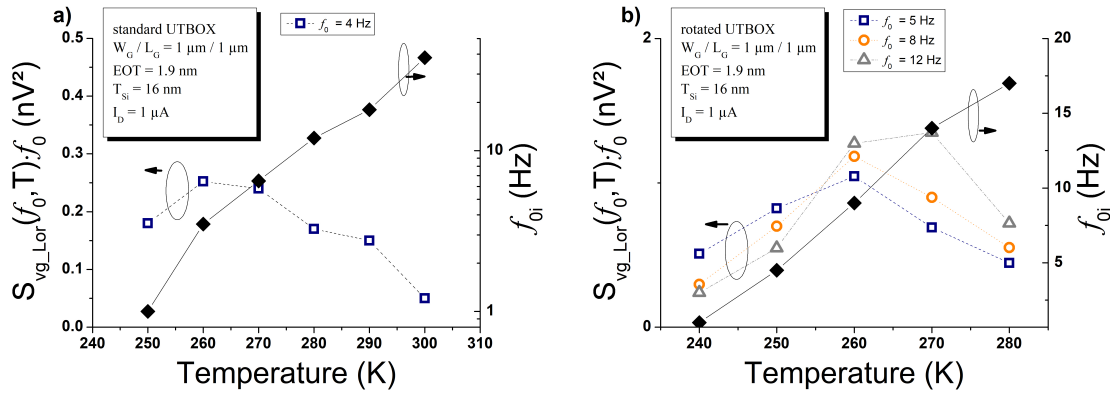 a)
standard UTBOX
W_G / L_G = 1 µm / 1 µm
EOT = 1.9 nm
T_Si = 16 nm
I_D = 1 µA
f_0 = 4 Hz
0.5
0.4
0.3
0.2
0.1
0.0
S_vg_Lor(f_0,T)·f_0 (nV²)
10
1
f_0i (Hz)
240 250 260 270 280 290 300 310
Temperature (K)
b)
rotated UTBOX
W_G / L_G = 1 µm / 1 µm
EOT = 1.9 nm
T_Si = 16 nm
I_D = 1 µA
f_0 = 5 Hz
f_0 = 8 Hz
f_0 = 12 Hz
2
1
0
S_vg_Lor(f_0,T)·f_0 (nV²)
20
15
10
5
f_0i (Hz)
240 250 260 270 280
Temperature (K)